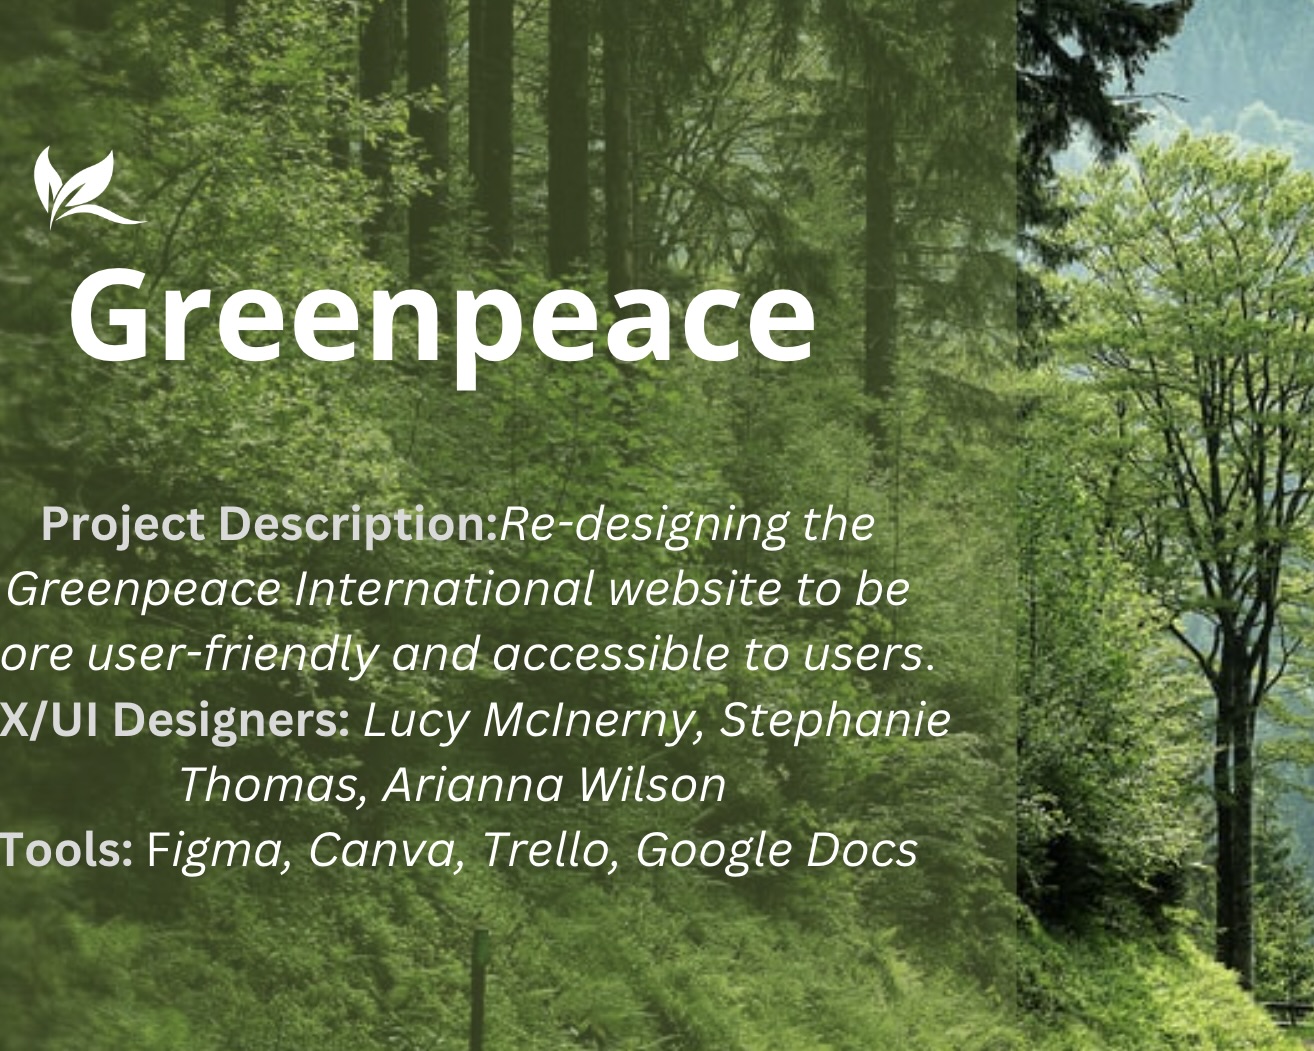 Greenpeace
Project Description:Re-designing the
Greenpeace International website to be
ore user-friendly and accessible to users.
X/UI Designers: Lucy McInerny, Stephanie
Thomas, Arianna Wilson
Tools: Figma, Canva, Trello, Google Docs